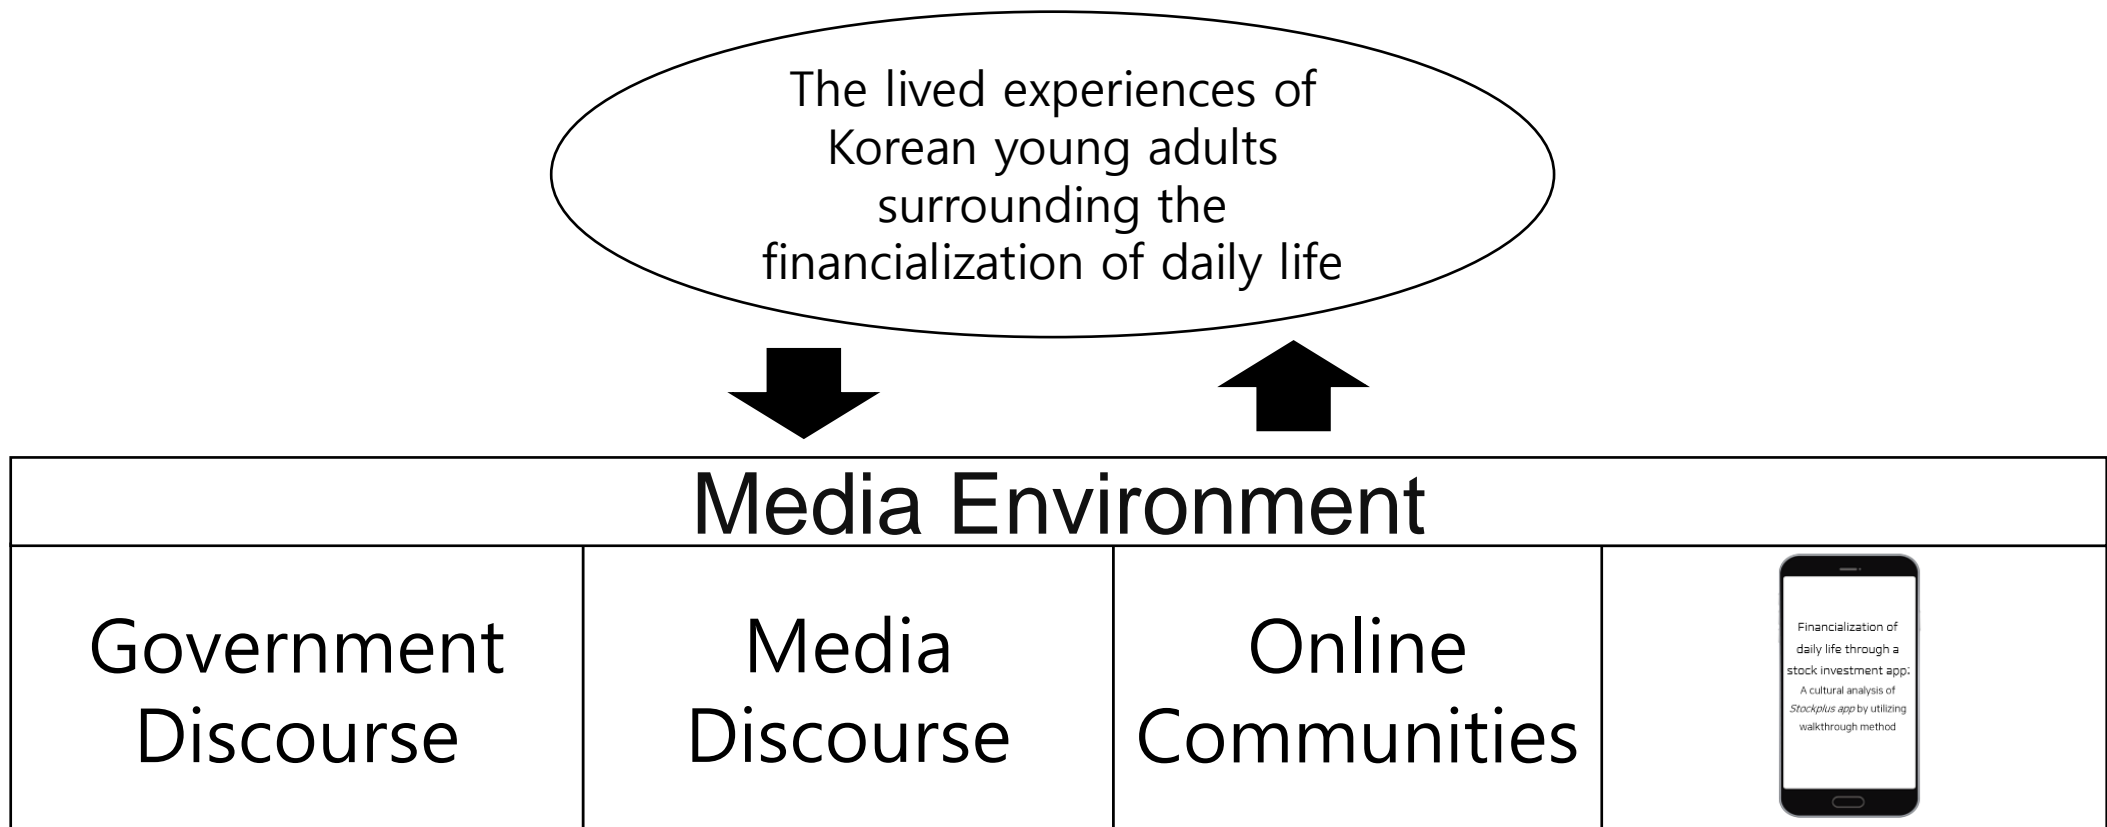 The lived experiences of
Korean young adults
surrounding the
financialization of daily life
Media Environment
Government
Discourse
Media
Discourse
Online
Communities
Financialization of
daily life through a
stock investment app:
A cultural analysis of
Stockplus app by utilizing
walkthrough method